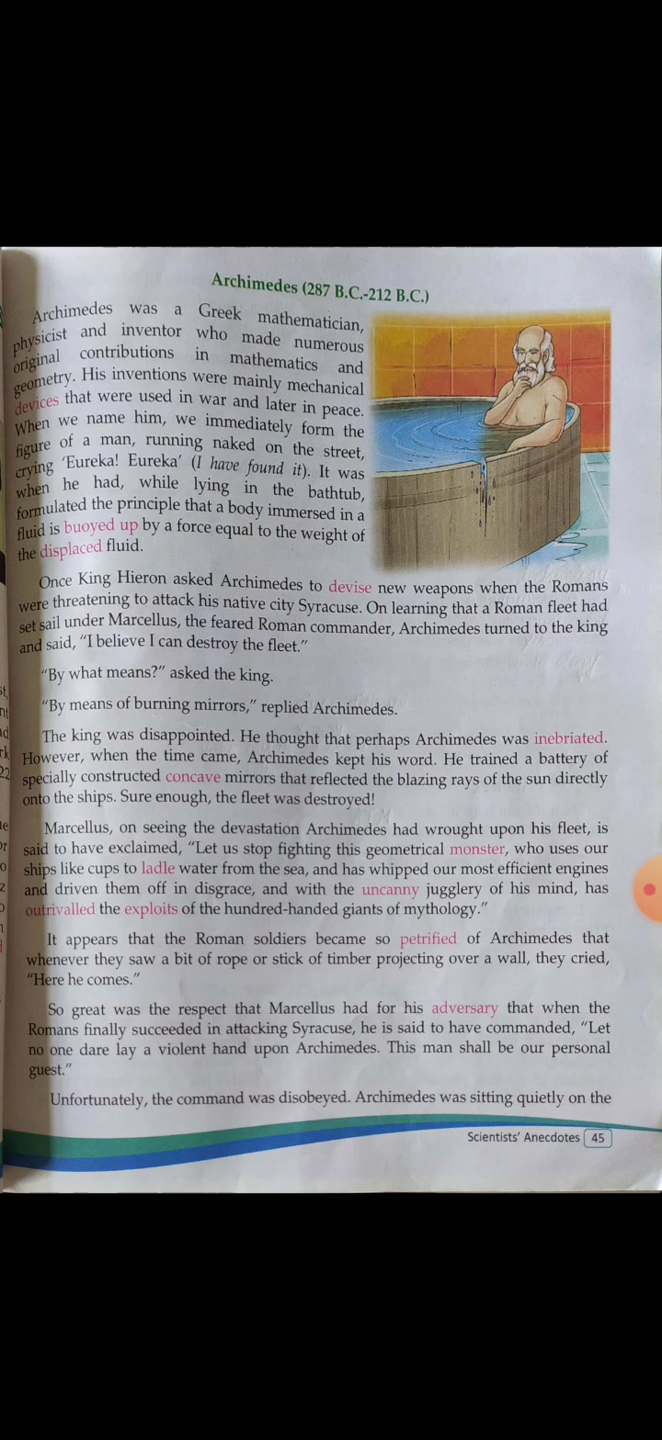 Archimedes (287 B.C.-212 B.C.)
Archimedes was a Greek mathematician,
physicist and inventor who made numerous
original contributions in mathematics and
geometry. His inventions were mainly mechanical
devices that were used in war and later in peace.
When we name him, we immediately form the
figure of a man, running naked on the street,
crying ‘Eureka! Eureka’ (I have found it). It was
when he had, while lying in the bathtub,
formulated the principle that a body immersed in a
fluid is buoyed up by a force equal to the weight of
the displaced fluid.
Once King Hieron asked Archimedes to devise new weapons when the Romans
were threatening to attack his native city Syracuse. On learning that a Roman fleet had
set sail under Marcellus, the feared Roman commander, Archimedes turned to the king
and said, “I believe I can destroy the fleet.”
“By what means?” asked the king.
“By means of burning mirrors,” replied Archimedes.
The king was disappointed. He thought that perhaps Archimedes was inebriated.
However, when the time came, Archimedes kept his word. He trained a battery of
specially constructed concave mirrors that reflected the blazing rays of the sun directly
onto the ships. Sure enough, the fleet was destroyed!
Marcellus, on seeing the devastation Archimedes had wrought upon his fleet, is
said to have exclaimed, “Let us stop fighting this geometrical monster, who uses our
ships like cups to ladle water from the sea, and has whipped our most efficient engines
and driven them off in disgrace, and with the uncanny jugglery of his mind, has
outrivalled the exploits of the hundred-handed giants of mythology.”
It appears that the Roman soldiers became so petrified of Archimedes that
whenever they saw a bit of rope or stick of timber projecting over a wall, they cried,
“Here he comes.”
So great was the respect that Marcellus had for his adversary that when the
Romans finally succeeded in attacking Syracuse, he is said to have commanded, “Let
no one dare lay a violent hand upon Archimedes. This man shall be our personal
guest.”
Unfortunately, the command was disobeyed. Archimedes was sitting quietly on the
Scientists’ Anecdotes 45